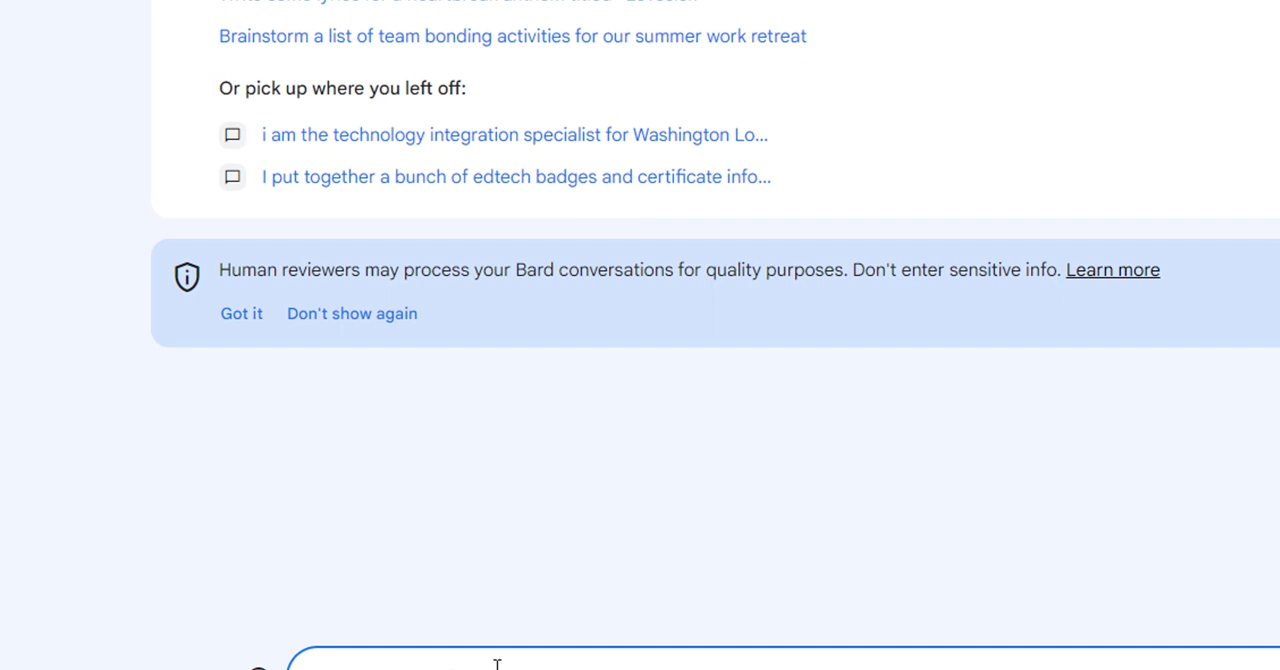 Brainstorm a list of team bonding activities for our summer work retreat
Or pick up where you left off:
i am the technology integration specialist for Washington Lo...
I put together a bunch of edtech badges and certificate info...
Human reviewers may process your Bard conversations for quality purposes. Don't enter sensitive info. Learn more
Got it Don't show again